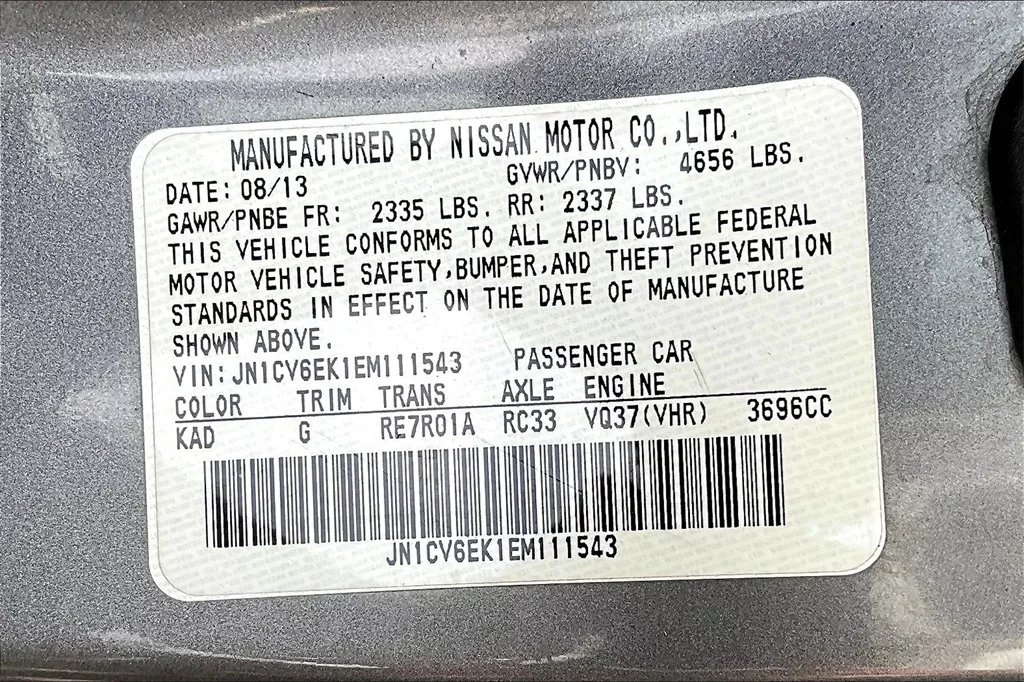 MANUFACTURED BY NISSAN MOTOR CO.,LTD.
DATE: 08/13 GVWR/PNBV: 4656 LBS.
GAWR/PNBE FR: 2335 LBS. RR: 2337 LBS.
THIS VEHICLE CONFORMS TO ALL APPLICABLE FEDERAL
MOTOR VEHICLE SAFETY,BUMPER,AND THEFT PREVENTION
STANDARDS IN EFFECT ON THE DATE OF MANUFACTURE
SHOWN ABOVE.
VIN: JN1CV6EK1EM111543 PASSENGER CAR
COLOR TRIM TRANS AXLE ENGINE
KAD G RE7R01A RC33 VQ37(VHR) 3696CC
JN1CV6EK1EM111543